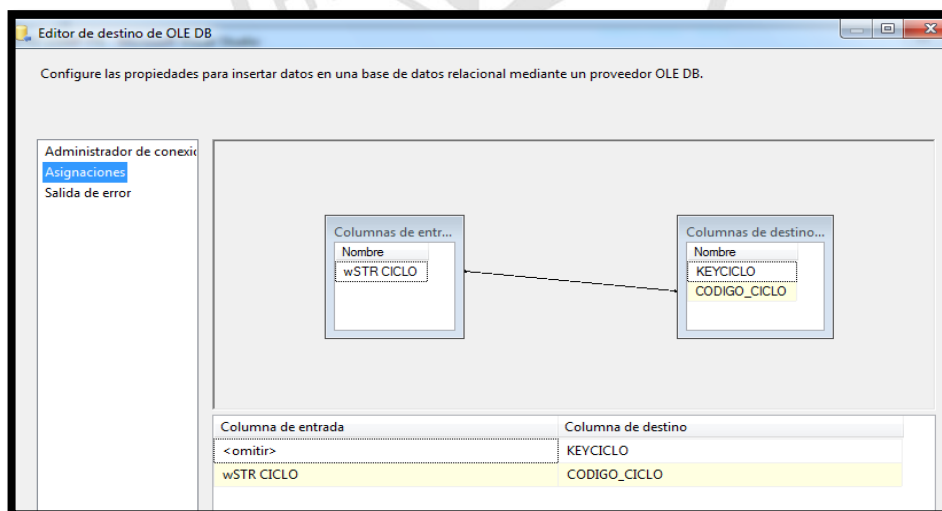 Editor de destino de OLE DB
Configure las propiedades para insertar datos en una base de datos relacional mediante un proveedor OLE DB.
Administrador de conexi
Asignaciones
Salida de error
Columnas de entr...
Nombre
wSTR CICLO
Columnas de destino...
Nombre
KEYCICLO
CODIGO_CICLO
Columna de entrada Columna de destino
<omitir> KEYCICLO
wSTR CICLO CODIGO_CICLO